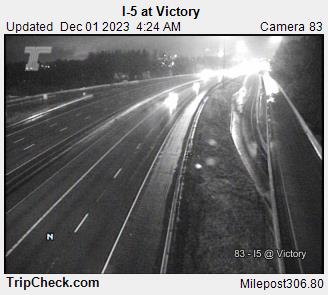 I-5 at Victory
Updated Dec 01 2023 4:24 AM Camera 83
T
N
83 - I5 @ Victory
TripCheck.com Milepost306.80